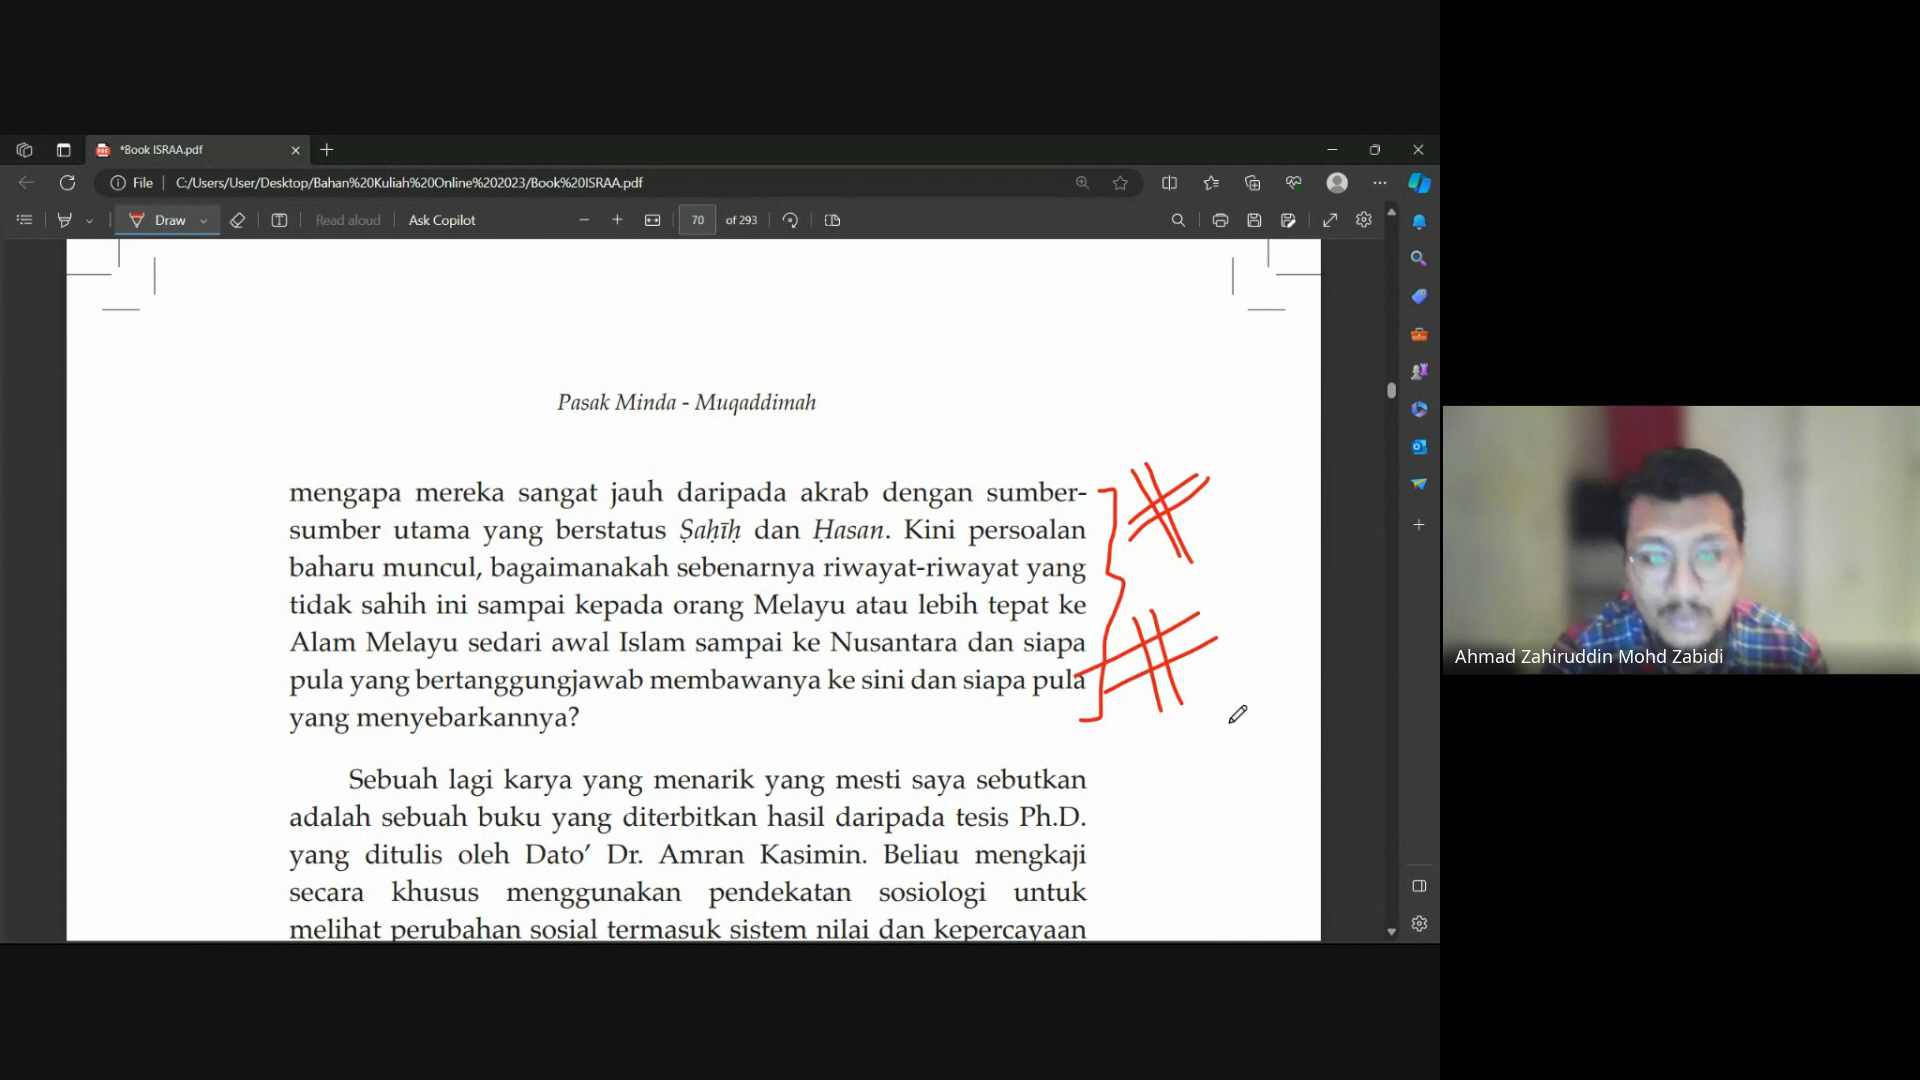 *Book ISRAA.pdf
File
C:/Users/User/Desktop/Bahan%20Kuliah%20Online%202023/Book%20ISRAA.pdf
Draw
Read aloud
Ask Copilot
70
of 293
Pasak Minda - Muqaddimah
mengapa mereka sangat jauh daripada akrab dengan sumber-
sumber utama yang berstatus Ṣaḥīḥ dan Ḥasan. Kini persoalan
baharu muncul, bagaimanakah sebenarnya riwayat-riwayat yang
tidak sahih ini sampai kepada orang Melayu atau lebih tepat ke
Alam Melayu sedari awal Islam sampai ke Nusantara dan siapa
pula yang bertanggungjawab membawanya ke sini dan siapa pula
yang menyebarkannya?
Sebuah lagi karya yang menarik yang mesti saya sebutkan
adalah sebuah buku yang diterbitkan hasil daripada tesis Ph.D.
yang ditulis oleh Dato’ Dr. Amran Kasimin. Beliau mengkaji
secara khusus menggunakan pendekatan sosiologi untuk
melihat perubahan sosial termasuk sistem nilai dan kepercayaan
Ahmad Zahiruddin Mohd Zabidi